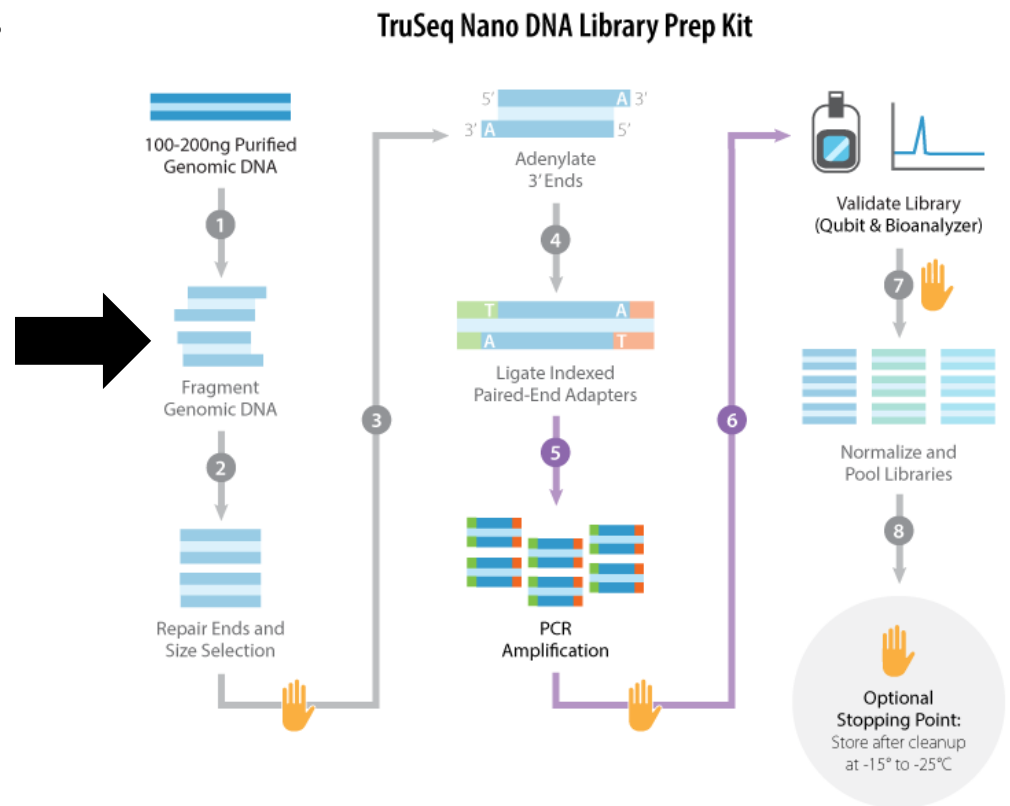 TruSeq Nano DNA Library Prep Kit
100-200ng Purified
Genomic DNA
1
Fragment
Genomic DNA
2
Repair Ends and
Size Selection
3
5' A 3'
3' A 5'
Adenylate
3' Ends
4
T A
A T
Ligate Indexed
Paired-End Adapters
5
PCR
Amplification
6
Validate Library
(Qubit & Bioanalyzer)
7
Normalize and
Pool Libraries
8
Optional
Stopping Point:
Store after cleanup
at -15° to -25°C